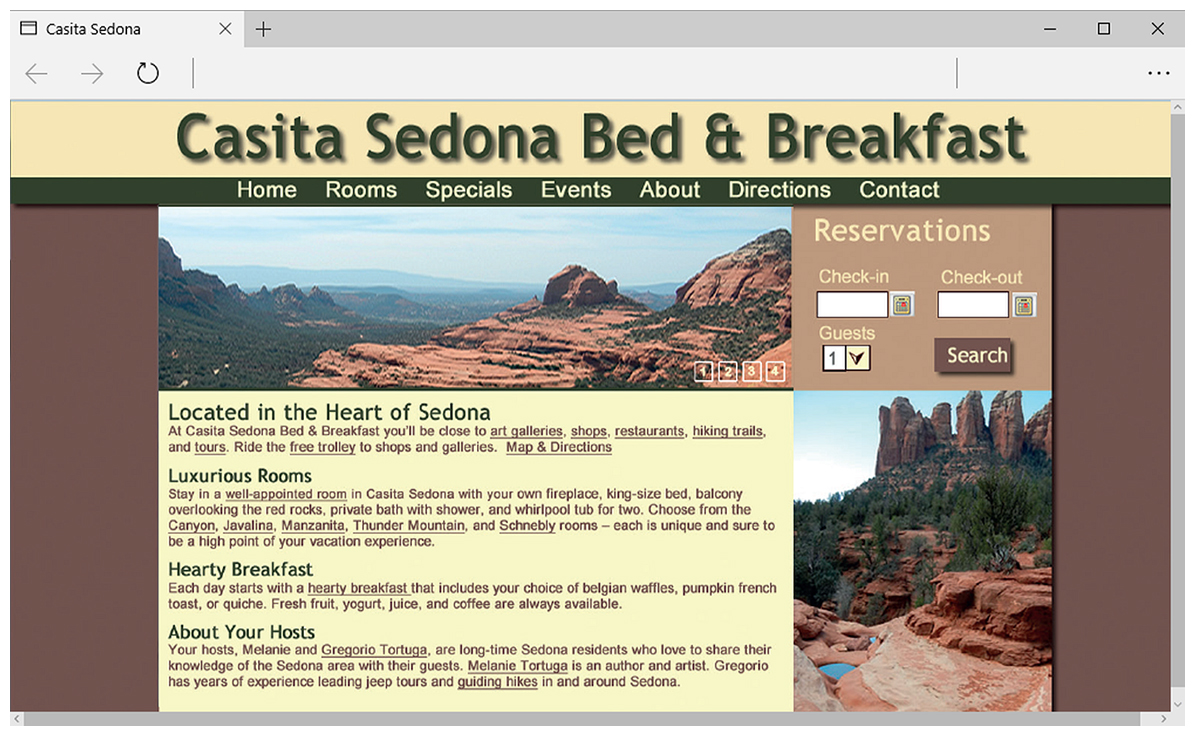 Casita Sedona
Casita Sedona Bed & Breakfast
Home Rooms Specials Events About Directions Contact
Reservations
Check-in Check-out
Guests
1
Search
1 2 3 4
Located in the Heart of Sedona
At Casita Sedona Bed & Breakfast you'll be close to art galleries, shops, restaurants, hiking trails,
and tours. Ride the free trolley to shops and galleries. Map & Directions
Luxurious Rooms
Stay in a well-appointed room in Casita Sedona with your own fireplace, king-size bed, balcony
overlooking the red rocks, private bath with shower, and whirlpool tub for two. Choose from the
Canyon, Javalina, Manzanita, Thunder Mountain, and Schnebly rooms – each is unique and sure to
be a high point of your vacation experience.
Hearty Breakfast
Each day starts with a hearty breakfast that includes your choice of belgian waffles, pumpkin french
toast, or quiche. Fresh fruit, yogurt, juice, and coffee are always available.
About Your Hosts
Your hosts, Melanie and Gregorio Tortuga, are long-time Sedona residents who love to share their
knowledge of the Sedona area with their guests. Melanie Tortuga is an author and artist. Gregorio
has years of experience leading jeep tours and guiding hikes in and around Sedona.